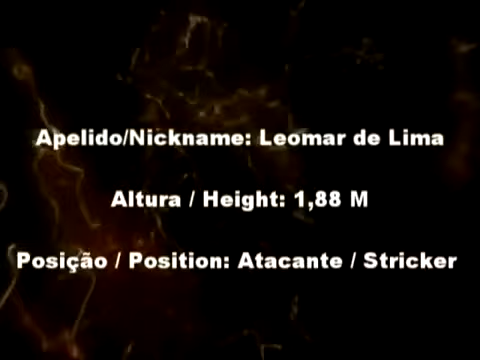 Apelido/Nickname: Leomar de Lima
Altura / Height: 1,88 M
Posição / Position: Atacante / Stricker